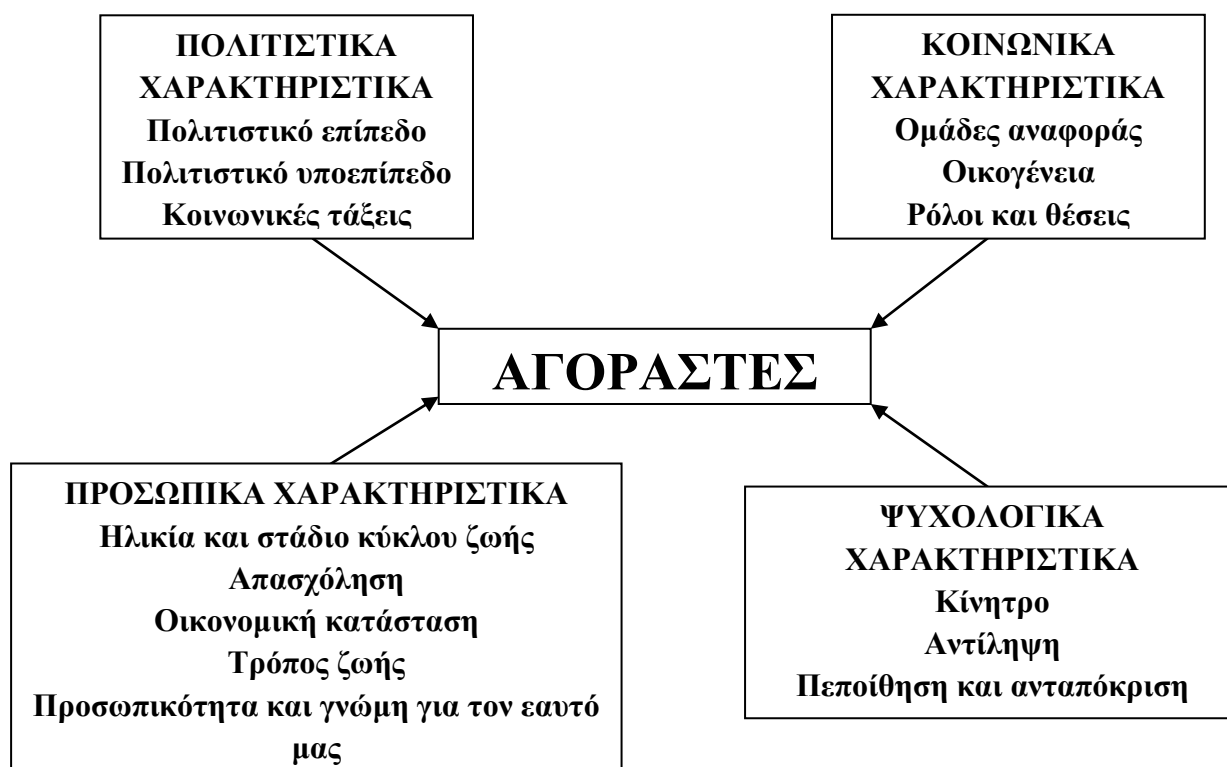 ΠΟΛΙΤΙΣΤΙΚΑ
ΧΑΡΑΚΤΗΡΙΣΤΙΚΑ
Πολιτιστικό επίπεδο
Πολιτιστικό υποεπίπεδο
Κοινωνικές τάξεις
ΚΟΙΝΩΝΙΚΑ
ΧΑΡΑΚΤΗΡΙΣΤΙΚΑ
Ομάδες αναφοράς
Οικογένεια
Ρόλοι και θέσεις
ΑΓΟΡΑΣΤΕΣ
ΠΡΟΣΩΠΙΚΑ ΧΑΡΑΚΤΗΡΙΣΤΙΚΑ
Ηλικία και στάδιο κύκλου ζωής
Απασχόληση
Οικονομική κατάσταση
Τρόπος ζωής
Προσωπικότητα και γνώμη για τον εαυτό
μας
ΨΥΧΟΛΟΓΙΚΑ
ΧΑΡΑΚΤΗΡΙΣΤΙΚΑ
Κίνητρο
Αντίληψη
Πεποίθηση και ανταπόκριση